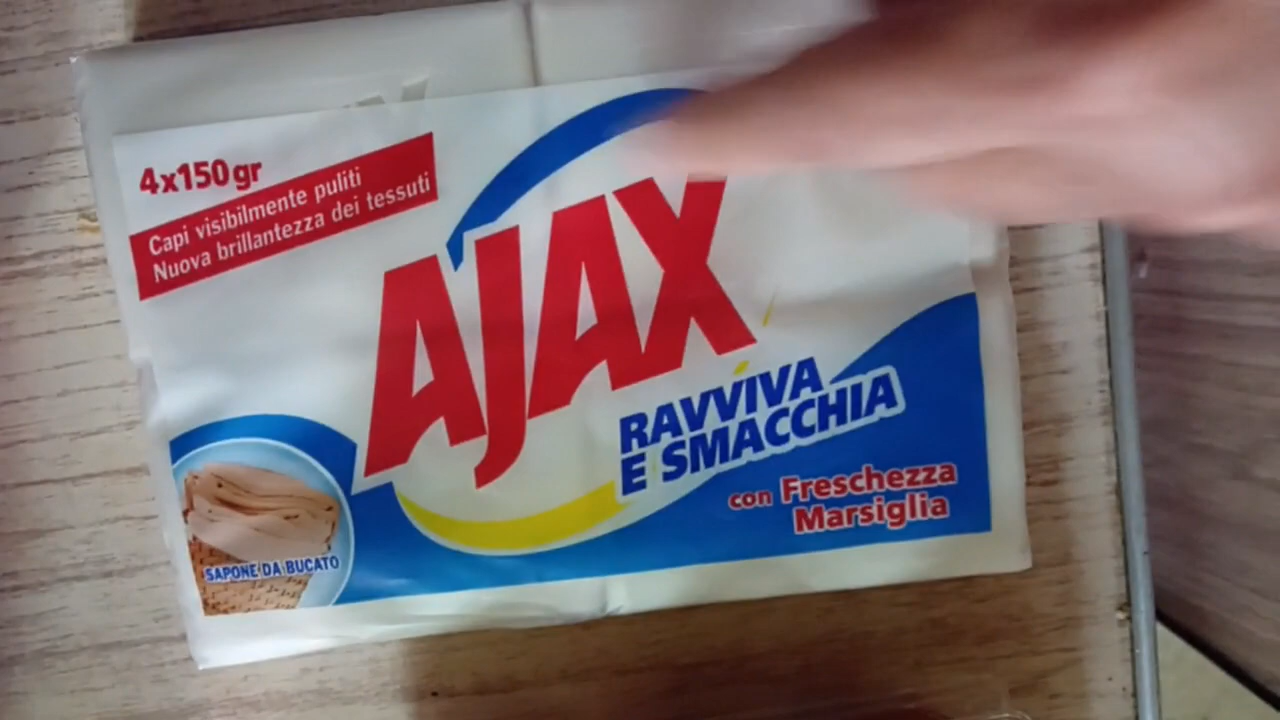 4x150gr
Capi visibilmente puliti
Nuova brillantezza dei tessuti
AJAX
RAVVIVA
E SMACCHIA
con Freschezza
Marsiglia
SAPONE DA BUCATO